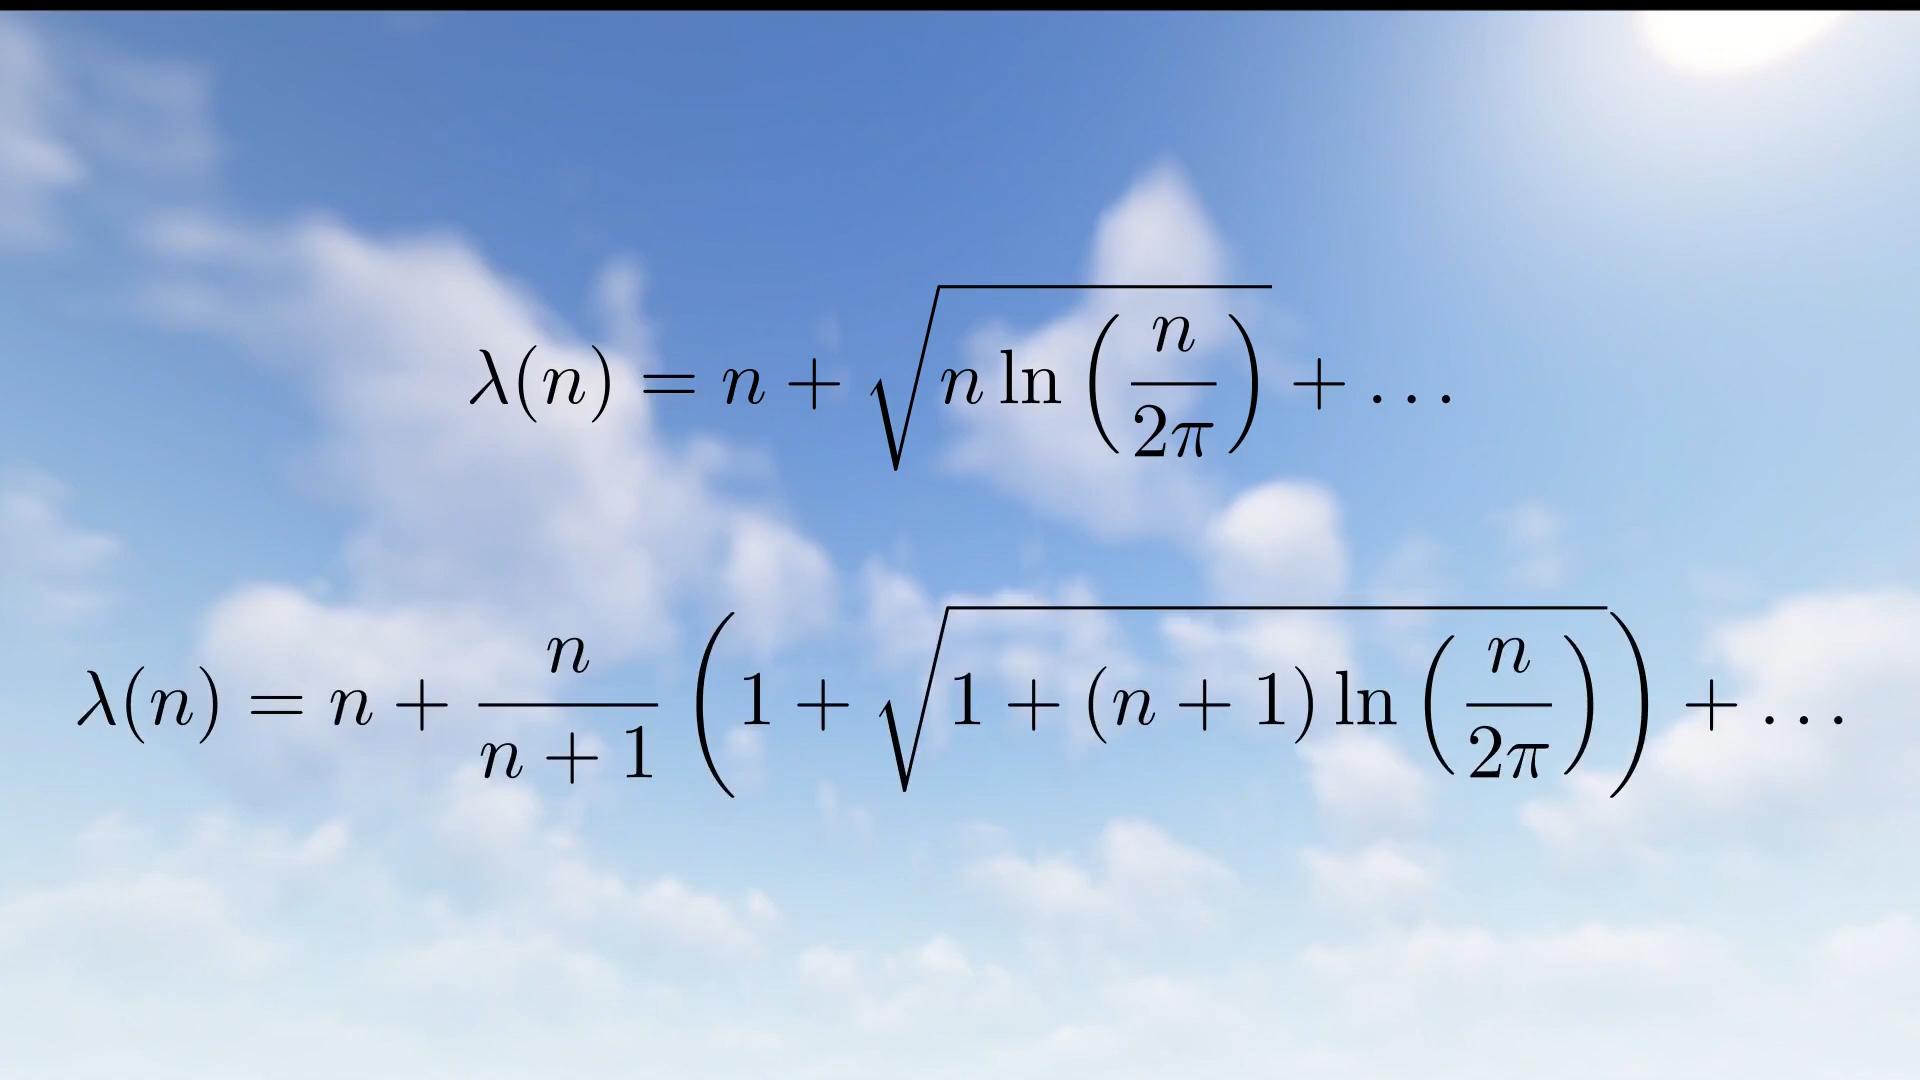 λ(n) = n + √(n ln(n/2π)) + ...
λ(n) = n + n/(n + 1) (1 + √(1 + (n + 1) ln(n/2π))) + ...